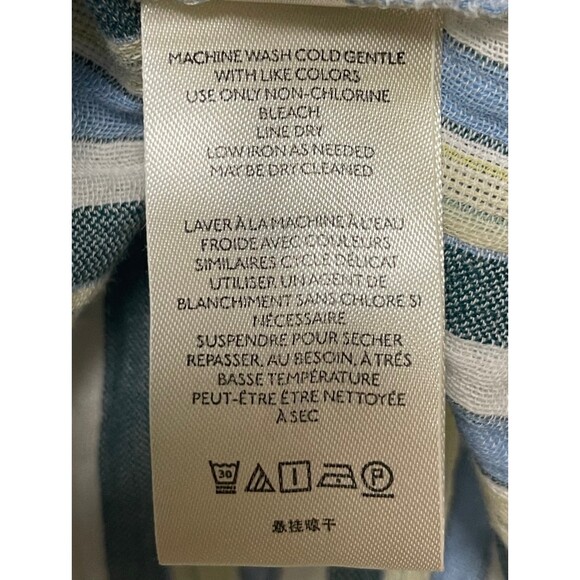 MACHINE WASH COLD GENTLE
WITH LIKE COLORS
USE ONLY NON-CHLORINE
BLEACH
LINE DRY
LOW IRON AS NEEDED
MAY BE DRY CLEANED
LAVER À LA MACHINE À L'EAU
FROIDE AVEC COULEURS
SIMILAIRES CYCLE DÉLICAT
UTILISER UN AGENT DE
BLANCHIMENT SANS CHLORE SI
NÉCESSAIRE
SUSPENDRE POUR SÉCHER
REPASSER, AU BESOIN, À TRÉS
BASSE TEMPÉRATURE
PEUT-ÊTRE ÊTRE NETTOYÉE
À SEC
30 P
悬挂晾干